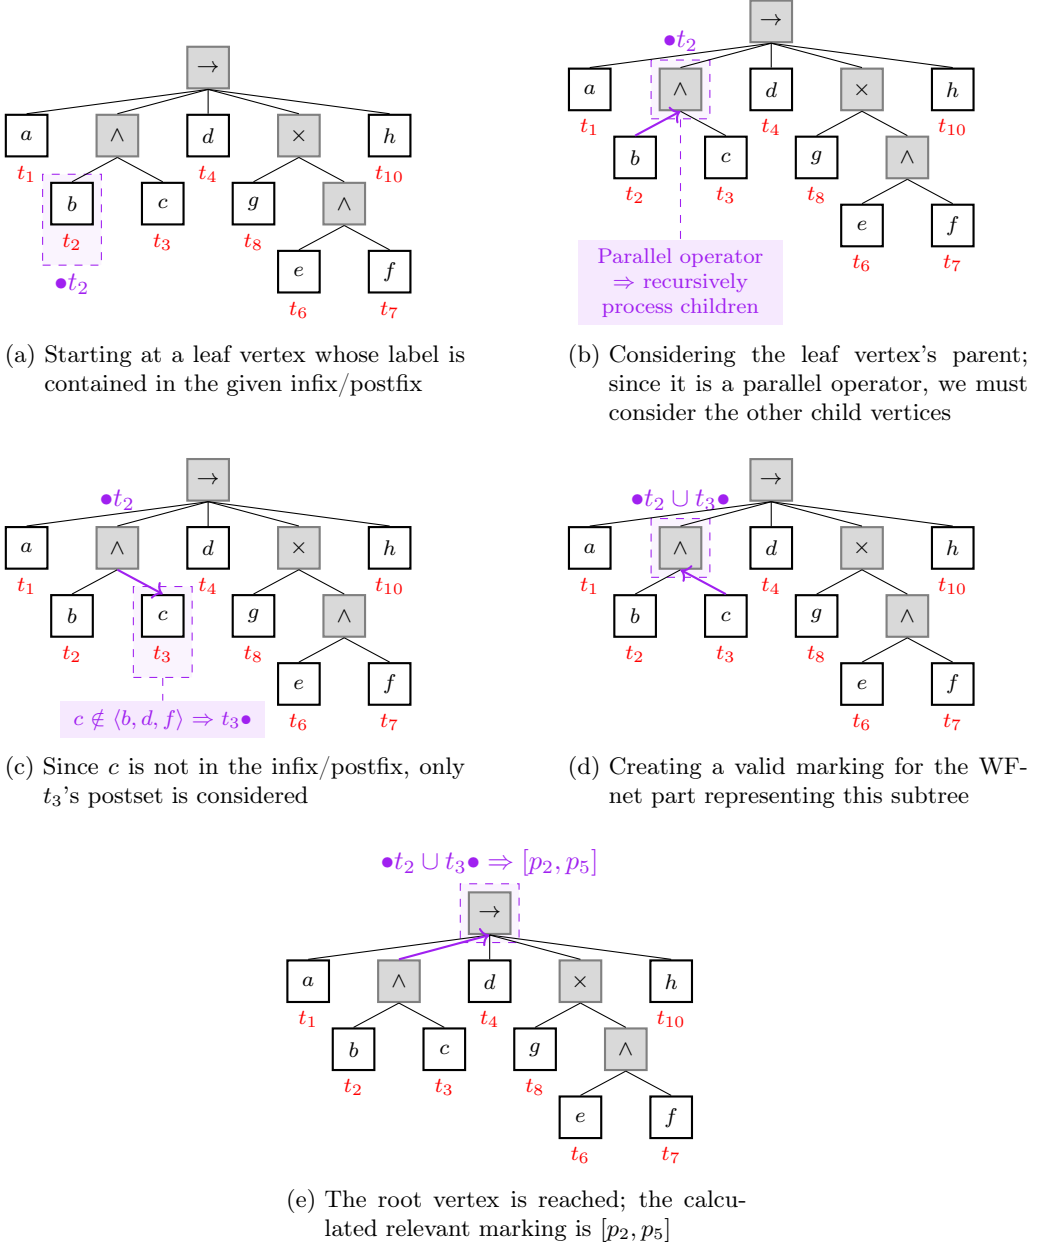 →
a ∧ d × h
t1 t4 t10
b c g ∧
t2 t3 t8
•t2
e f
t6 t7
(a) Starting at a leaf vertex whose label is
contained in the given infix/postfix
→
•t2
a ∧ d × h
t1 t4 t10
b c g ∧
t2 t3 t8
e f
t6 t7
Parallel operator
⇒ recursively
process children
(b) Considering the leaf vertex's parent;
since it is a parallel operator, we must
consider the other child vertices
→
•t2
a ∧ d × h
t1 t4 t10
b c g ∧
t2 t3 t8
e f
t6 t7
c ∉ ⟨b, d, f⟩ ⇒ t3•
(c) Since c is not in the infix/postfix, only
t3's postset is considered
→
•t2 ∪ t3•
a ∧ d × h
t1 t4 t10
b c g ∧
t2 t3 t8
e f
t6 t7
(d) Creating a valid marking for the WF-
net part representing this subtree
•t2 ∪ t3• ⇒ [p2, p5]
→
a ∧ d × h
t1 t4 t10
b c g ∧
t2 t3 t8
e f
t6 t7
(e) The root vertex is reached; the calcu-
lated relevant marking is [p2, p5]